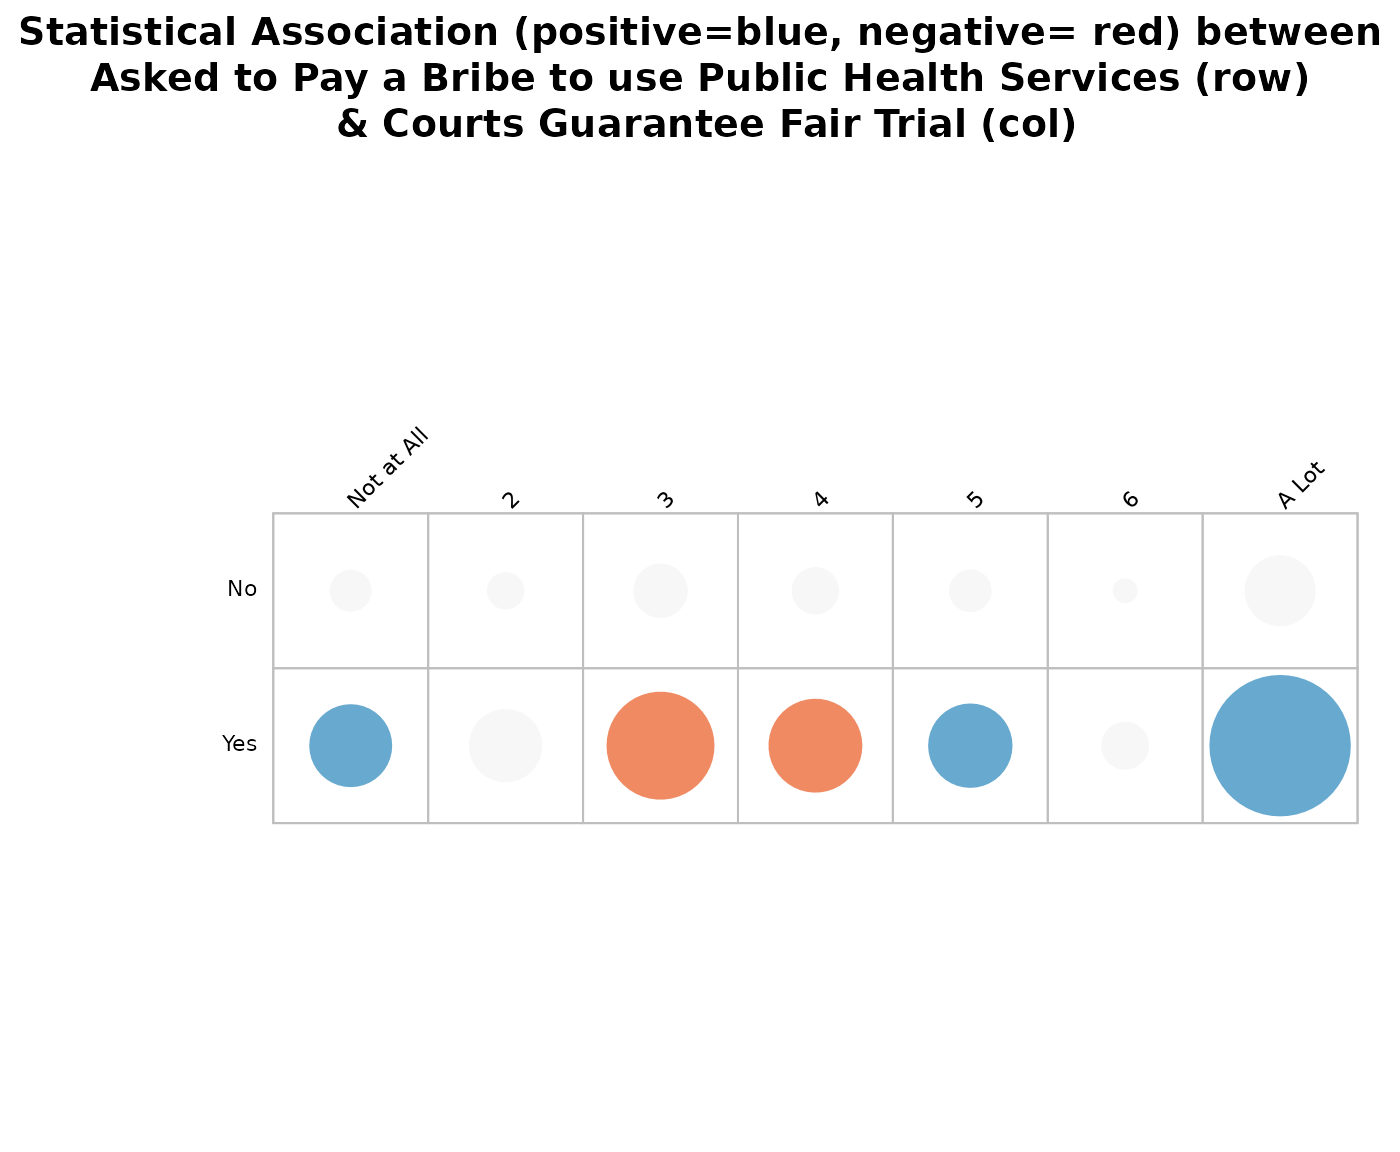 Statistical Association (positive=blue, negative= red) between
Asked to Pay a Bribe to use Public Health Services (row)
& Courts Guarantee Fair Trial (col)
Not at All
2
3
4
5
6
A Lot
No
Yes